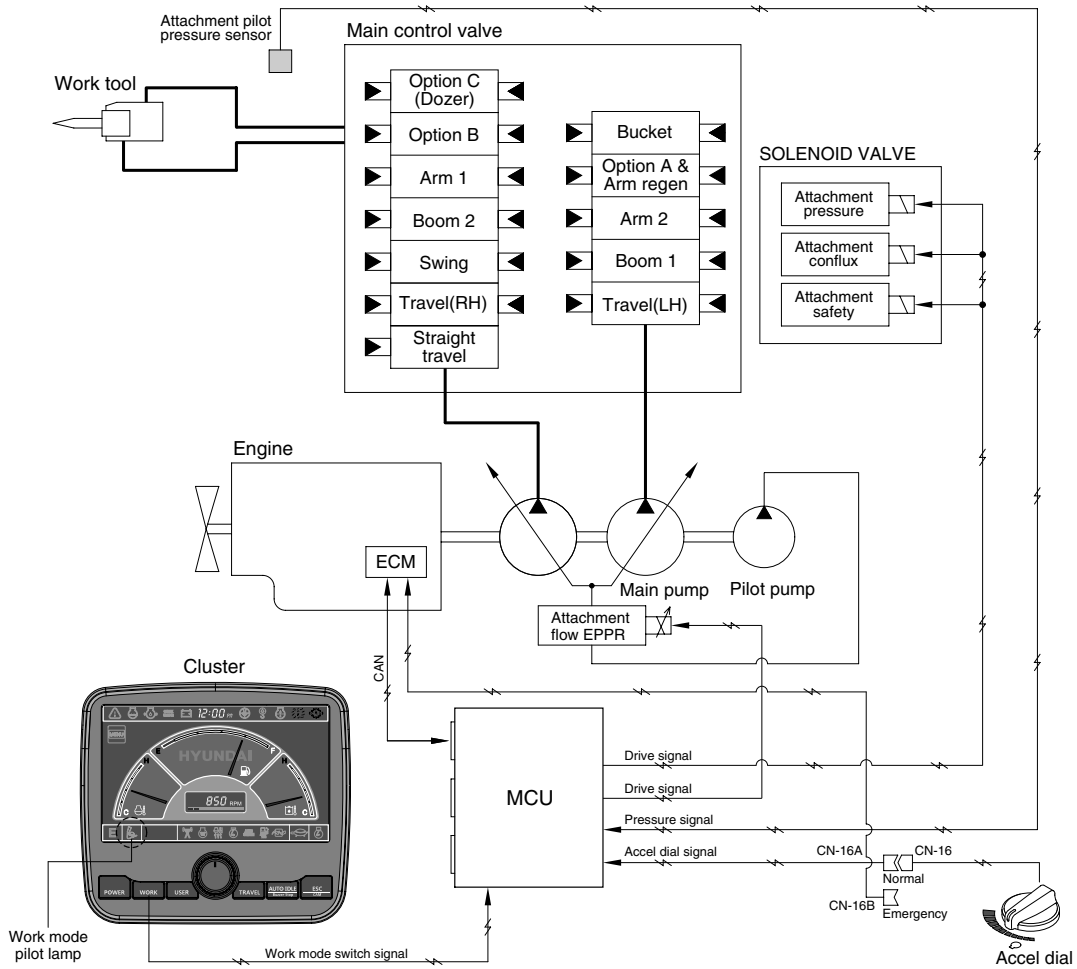 Attachment pilot
pressure sensor
Main control valve
Work tool
Option C
(Dozer)
Option B
Arm 1
Boom 2
Swing
Travel(RH)
Straight
travel
Bucket
Option A &
Arm regen
Arm 2
Boom 1
Travel(LH)
SOLENOID VALVE
Attachment
pressure
Attachment
conflux
Attachment
safety
Engine
ECM
Main pump
Pilot pump
Attachment
flow EPPR
CAN
Cluster
12:00
E
F
H
H
HYUNDAI
C
C
850 RPM
POWER
WORK
USER
TRAVEL
AUTO IDLE
ESC
CAM
MCU
Drive signal
Drive signal
Pressure signal
Accel dial signal
CN-16A
CN-16
Normal
CN-16B
Emergency
Accel dial
Work mode
pilot lamp
Work mode switch signal